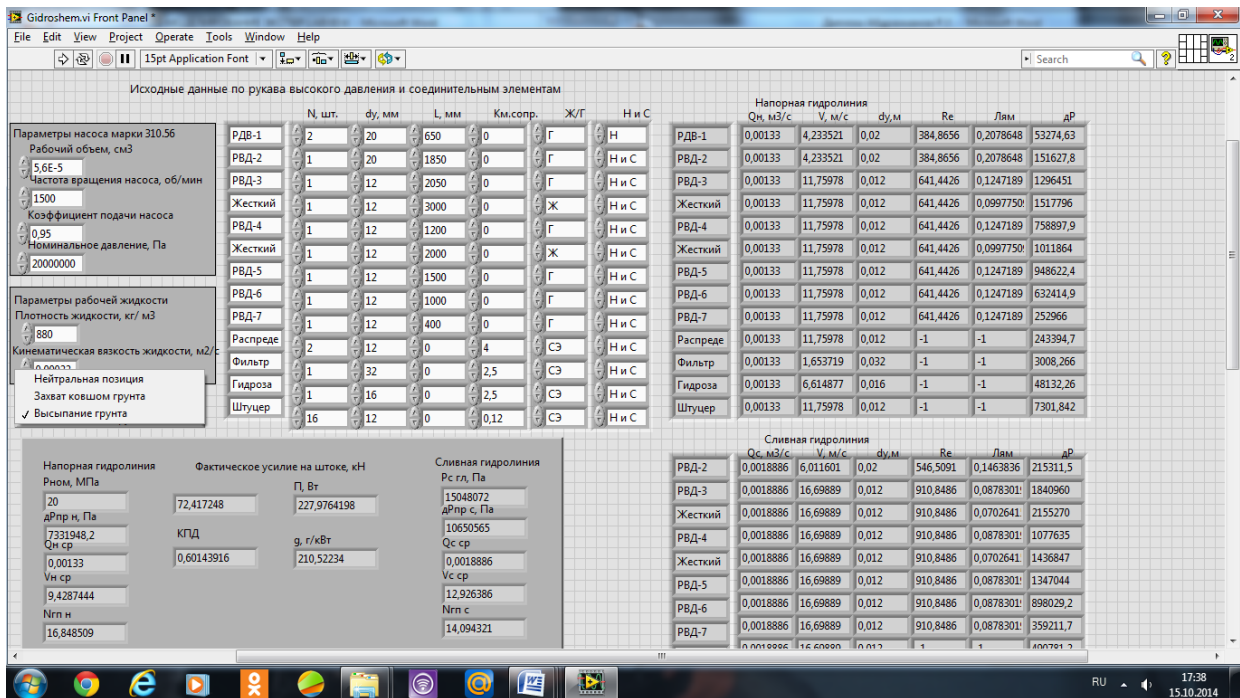 Gidroshem.vi Front Panel *
File Edit View Project Operate Tools Window Help
15pt Application Font
Search
2
Исходные данные по рукава высокого давления и соединительным элементам
N, шт. dy, мм L, мм Км.сопр. Ж/Г Н и С
РДВ-1 2 20 650 0 Г Н
РВД-2 1 20 1850 0 Г Н и С
РВД-3 1 12 2050 0 Г Н и С
Жесткий 1 12 3000 0 Ж Н и С
РВД-4 1 12 1200 0 Г Н и С
Жесткий 1 12 2000 0 Ж Н и С
РВД-5 1 12 1500 0 Г Н и С
РВД-6 1 12 1000 0 Г Н и С
РВД-7 1 12 400 0 Г Н и С
Распреде 2 12 0 4 СЭ Н и С
Фильтр 1 32 0 2,5 СЭ Н и С
Гидроза 1 16 0 2,5 СЭ Н и С
Штуцер 16 12 0 0,12 СЭ Н и С
Параметры насоса марки 310.56
Рабочий объем, см3
5,6E-5
Частота вращения насоса, об/мин
1500
Коэффициент подачи насоса
0,95
Номинальное давление, Па
20000000
Параметры рабочей жидкости
Плотность жидкости, кг/ м3
880
Кинематическая вязкость жидкости, м2/с
Нейтральная позиция
Захват ковшом грунта
✓ Высыпание грунта
Напорная гидролиния
Qн, м3/с V, м/с dy,м Re Лям дР
РДВ-1 0,00133 4,233521 0,02 384,8656 0,2078648 53274,63
РВД-2 0,00133 4,233521 0,02 384,8656 0,2078648 151627,8
РВД-3 0,00133 11,75978 0,012 641,4426 0,1247189 1296451
Жесткий 0,00133 11,75978 0,012 641,4426 0,0997750 1517796
РВД-4 0,00133 11,75978 0,012 641,4426 0,1247189 758897,9
Жесткий 0,00133 11,75978 0,012 641,4426 0,0997750 1011864
РВД-5 0,00133 11,75978 0,012 641,4426 0,1247189 948622,4
РВД-6 0,00133 11,75978 0,012 641,4426 0,1247189 632414,9
РВД-7 0,00133 11,75978 0,012 641,4426 0,1247189 252966
Распреде 0,00133 11,75978 0,012 -1 -1 243394,7
Фильтр 0,00133 1,653719 0,032 -1 -1 3008,266
Гидроза 0,00133 6,614877 0,016 -1 -1 48132,26
Штуцер 0,00133 11,75978 0,012 -1 -1 7301,842
Напорная гидролиния
Рном, МПа
20
дРпр н, Па
7331948,2
Qн ср
0,00133
Vн ср
9,4287444
Nгп н
16,848509
Фактическое усилие на штоке, кН
72,417248
КПД
0,60143916
П, Вт
227,9764198
g, г/кВт
210,52234
Сливная гидролиния
Рс гл, Па
15048072
дРпр с, Па
10650565
Qс ср
0,0018886
Vс ср
12,926386
Nгп с
14,094321
Сливная гидролиния
Qс, м3/с V, м/с dy,м Re Лям дР
РВД-2 0,0018886 6,011601 0,02 546,5091 0,1463836 215311,5
РВД-3 0,0018886 16,69889 0,012 910,8486 0,0878301 1840960
Жесткий 0,0018886 16,69889 0,012 910,8486 0,0702641 2155270
РВД-4 0,0018886 16,69889 0,012 910,8486 0,0878301 1077635
Жесткий 0,0018886 16,69889 0,012 910,8486 0,0702641 1436847
РВД-5 0,0018886 16,69889 0,012 910,8486 0,0878301 1347044
РВД-6 0,0018886 16,69889 0,012 910,8486 0,0878301 898029,2
РВД-7 0,0018886 16,69889 0,012 910,8486 0,0878301 359211,7
RU
17:38
15.10.2014